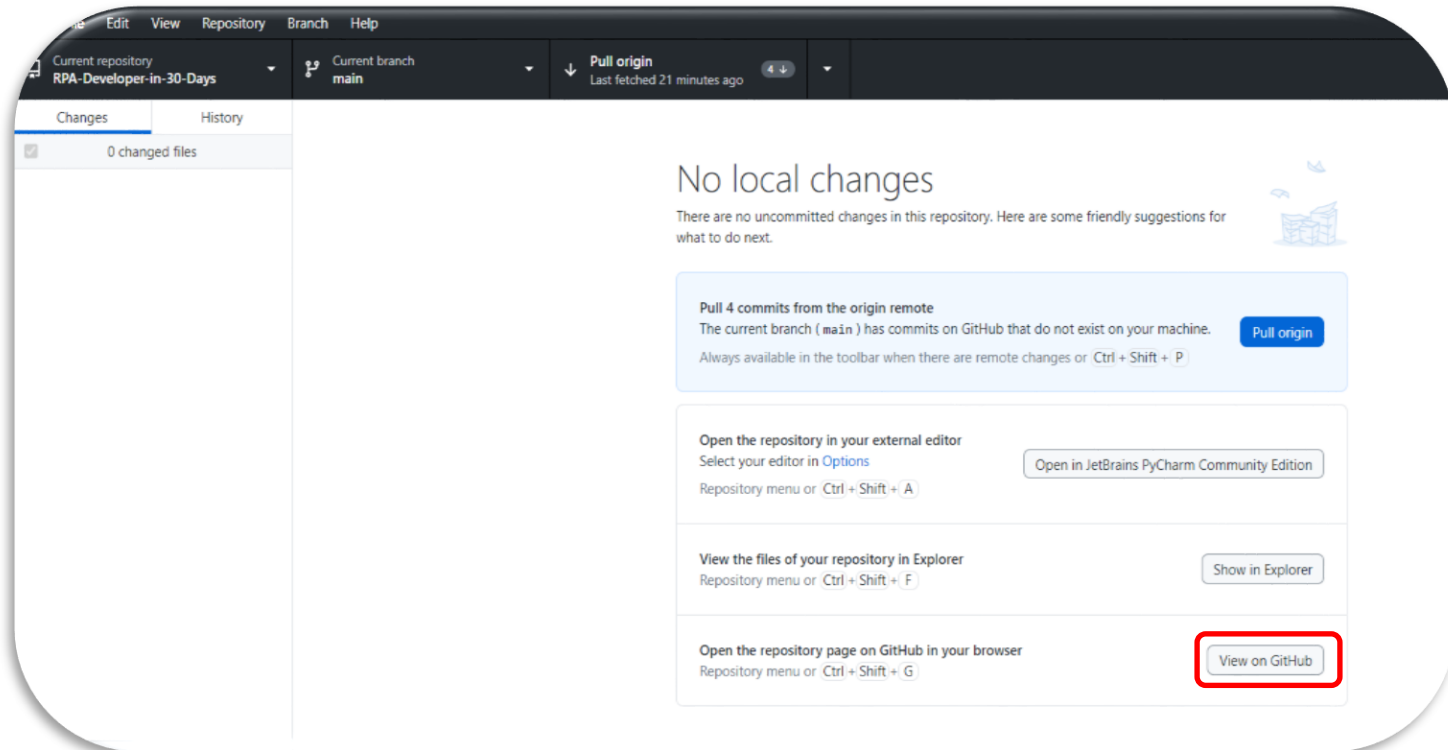 Edit View Repository Branch Help
Current repository
RPA-Developer-in-30-Days
Current branch
main
Pull origin
Last fetched 21 minutes ago
4
Changes History
0 changed files
No local changes
There are no uncommitted changes in this repository. Here are some friendly suggestions for
what to do next.
Pull 4 commits from the origin remote
The current branch ( main ) has commits on GitHub that do not exist on your machine.
Always available in the toolbar when there are remote changes or Ctrl + Shift + P
Pull origin
Open the repository in your external editor
Select your editor in Options
Repository menu or Ctrl + Shift + A
Open in JetBrains PyCharm Community Edition
View the files of your repository in Explorer
Repository menu or Ctrl + Shift + F
Show in Explorer
Open the repository page on GitHub in your browser
Repository menu or Ctrl + Shift + G
View on GitHub